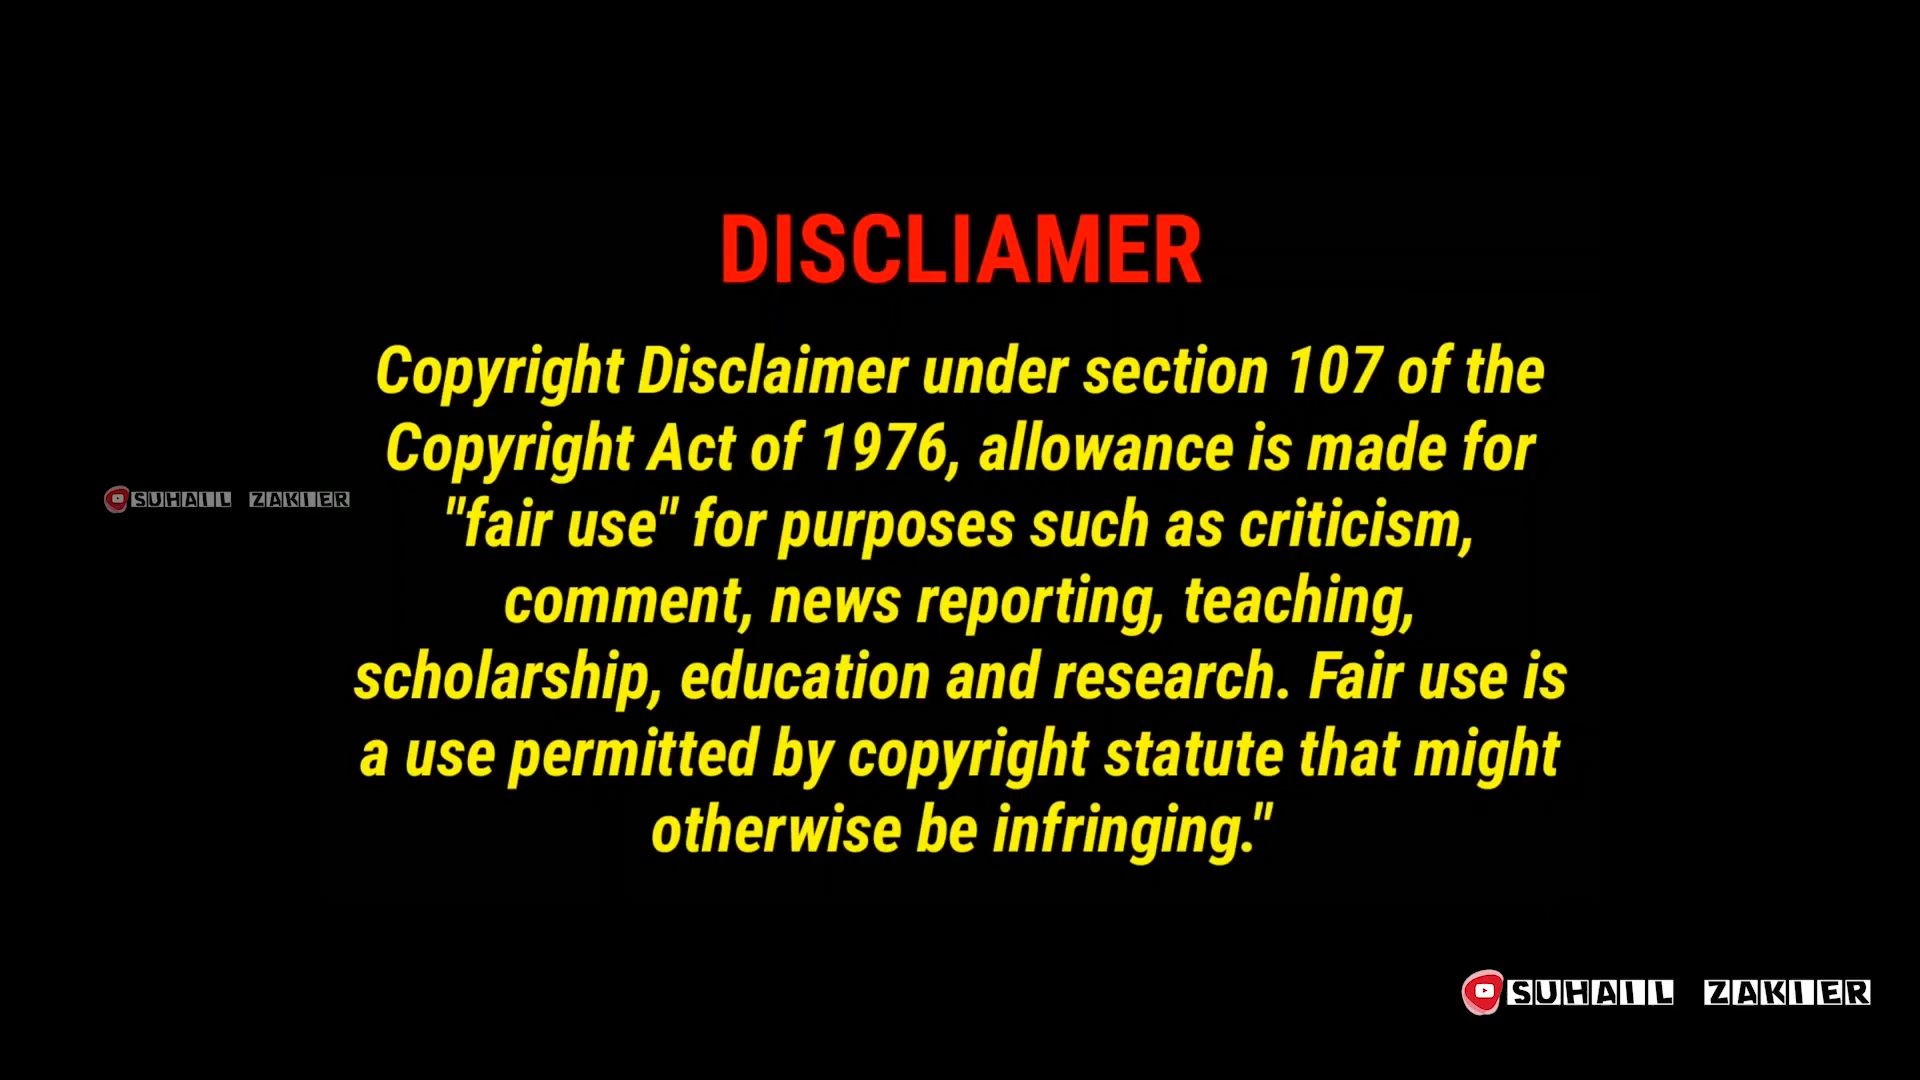 DISCLIAMER
Copyright Disclaimer under section 107 of the
Copyright Act of 1976, allowance is made for
"fair use" for purposes such as criticism,
comment, news reporting, teaching,
scholarship, education and research. Fair use is
a use permitted by copyright statute that might
otherwise be infringing."
SUHAIL ZAKIER
SUHAIL ZAKIER